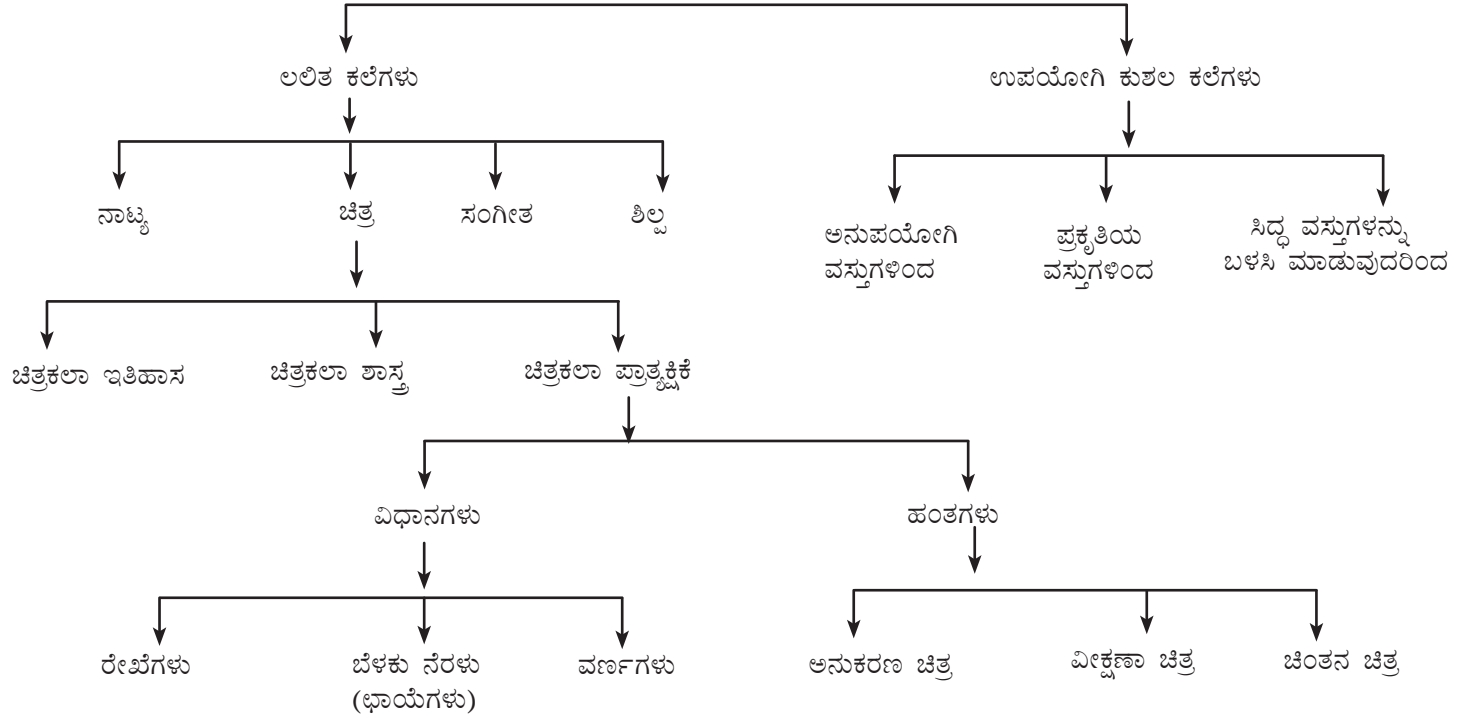 ಲಲಿತ ಕಲೆಗಳು
ಉಪಯೋಗಿ ಕುಶಲ ಕಲೆಗಳು
ನಾಟ್ಯ
ಚಿತ್ರ
ಸಂಗೀತ
ಶಿಲ್ಪ
ಅನುಪಯೋಗಿ
ವಸ್ತುಗಳಿಂದ
ಪ್ರಕೃತಿಯ
ವಸ್ತುಗಳಿಂದ
ಸಿದ್ಧ ವಸ್ತುಗಳನ್ನು
ಬಳಸಿ ಮಾಡುವುದರಿಂದ
ಚಿತ್ರಕಲಾ ಇತಿಹಾಸ
ಚಿತ್ರಕಲಾ ಶಾಸ್ತ್ರ
ಚಿತ್ರಕಲಾ ಪ್ರಾತ್ಯಕ್ಷಿಕೆ
ವಿಧಾನಗಳು
ಹಂತಗಳು
ರೇಖೆಗಳು
ಬೆಳಕು ನೆರಳು
(ಛಾಯೆಗಳು)
ವರ್ಣಗಳು
ಅನುಕರಣ ಚಿತ್ರ
ವೀಕ್ಷಣಾ ಚಿತ್ರ
ಚಿಂತನ ಚಿತ್ರ